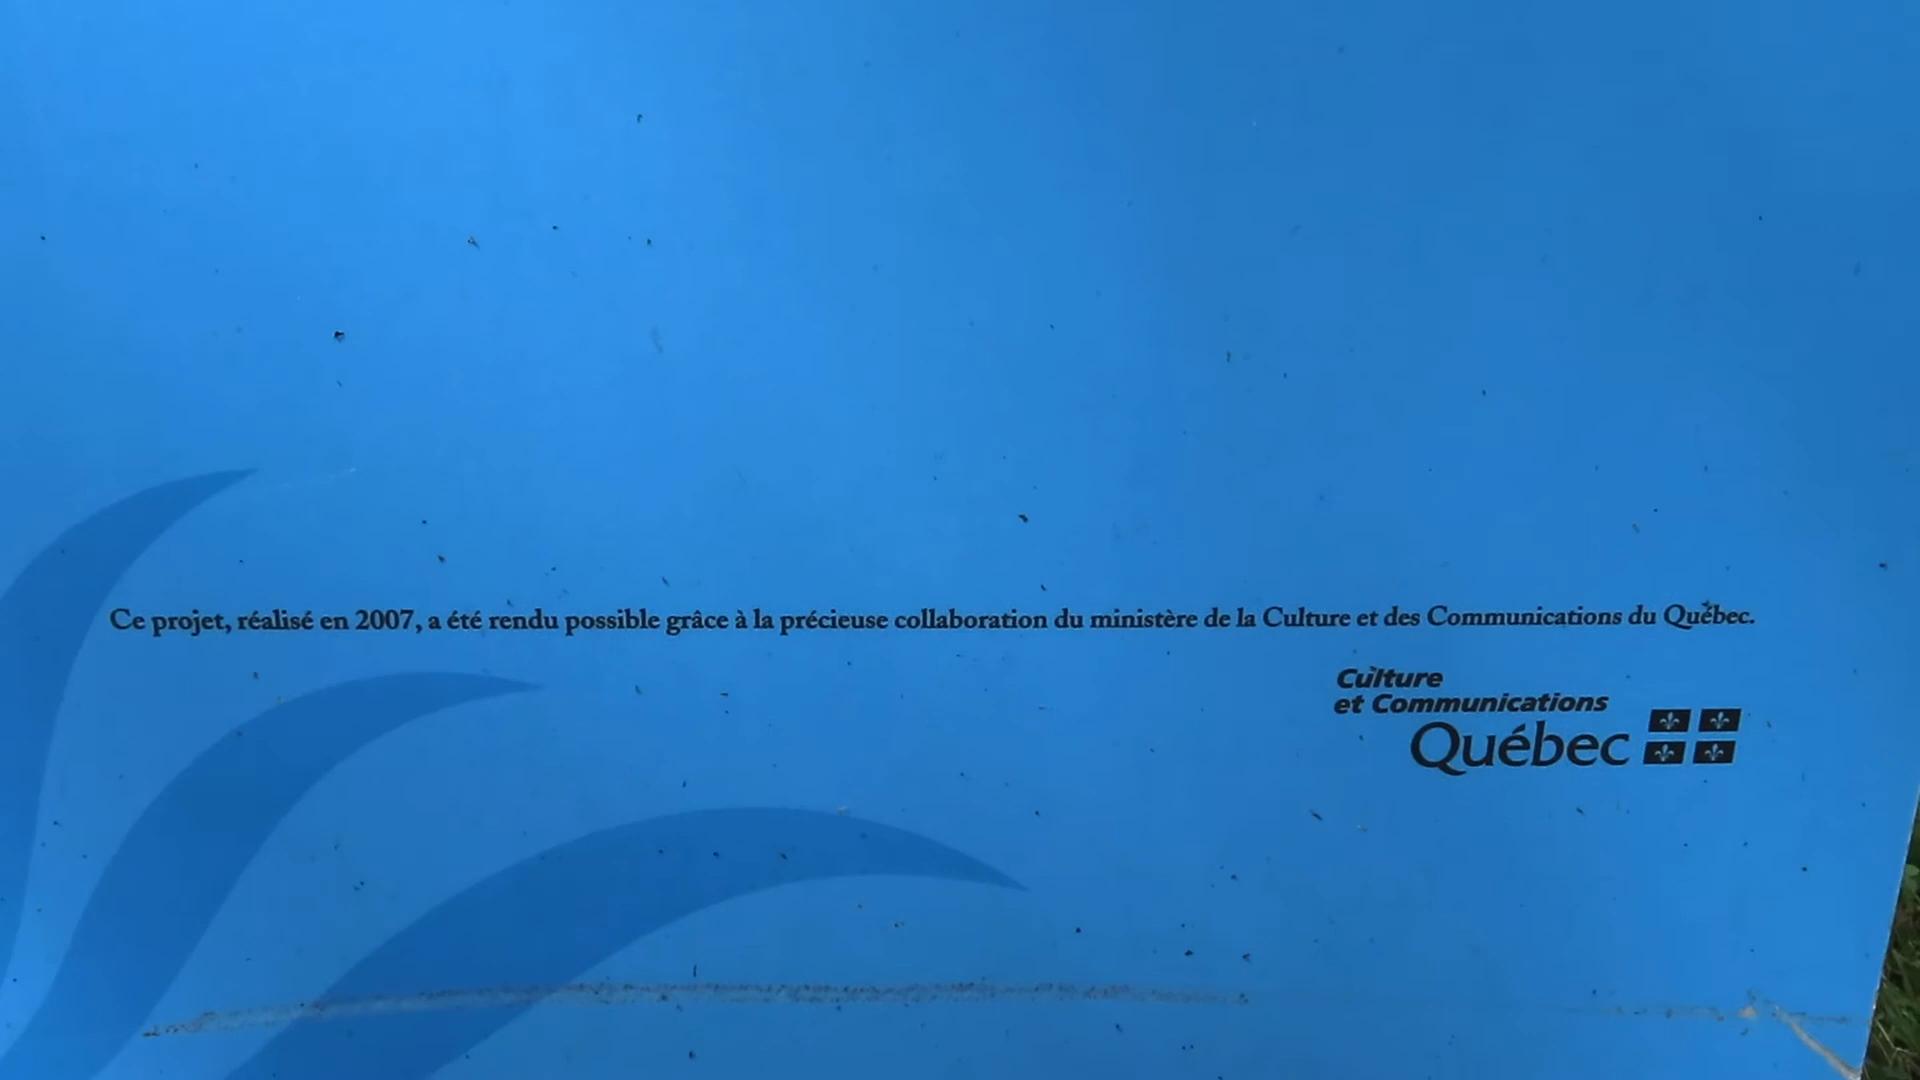 Ce projet, réalisé en 2007, a été rendu possible grâce à la précieuse collaboration du ministère de la Culture et des Communications du Québec.
Culture
et Communications
Québec